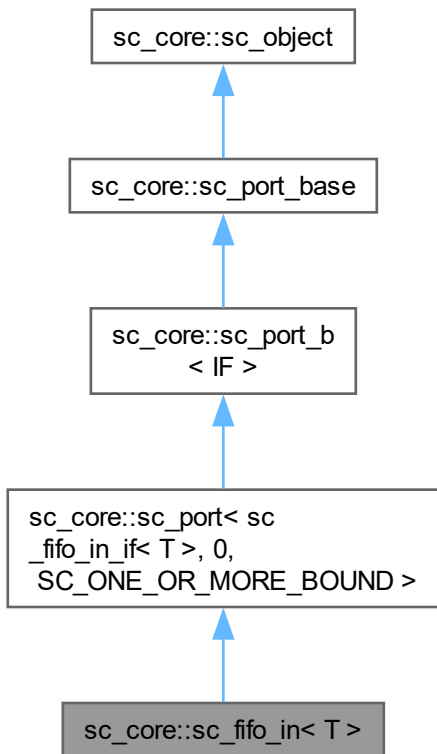 sc_core::sc_object
sc_core::sc_port_base
sc_core::sc_port_b
< IF >
sc_core::sc_port< sc
_fifo_in_if< T >, 0,
SC_ONE_OR_MORE_BOUND >
sc_core::sc_fifo_in< T >